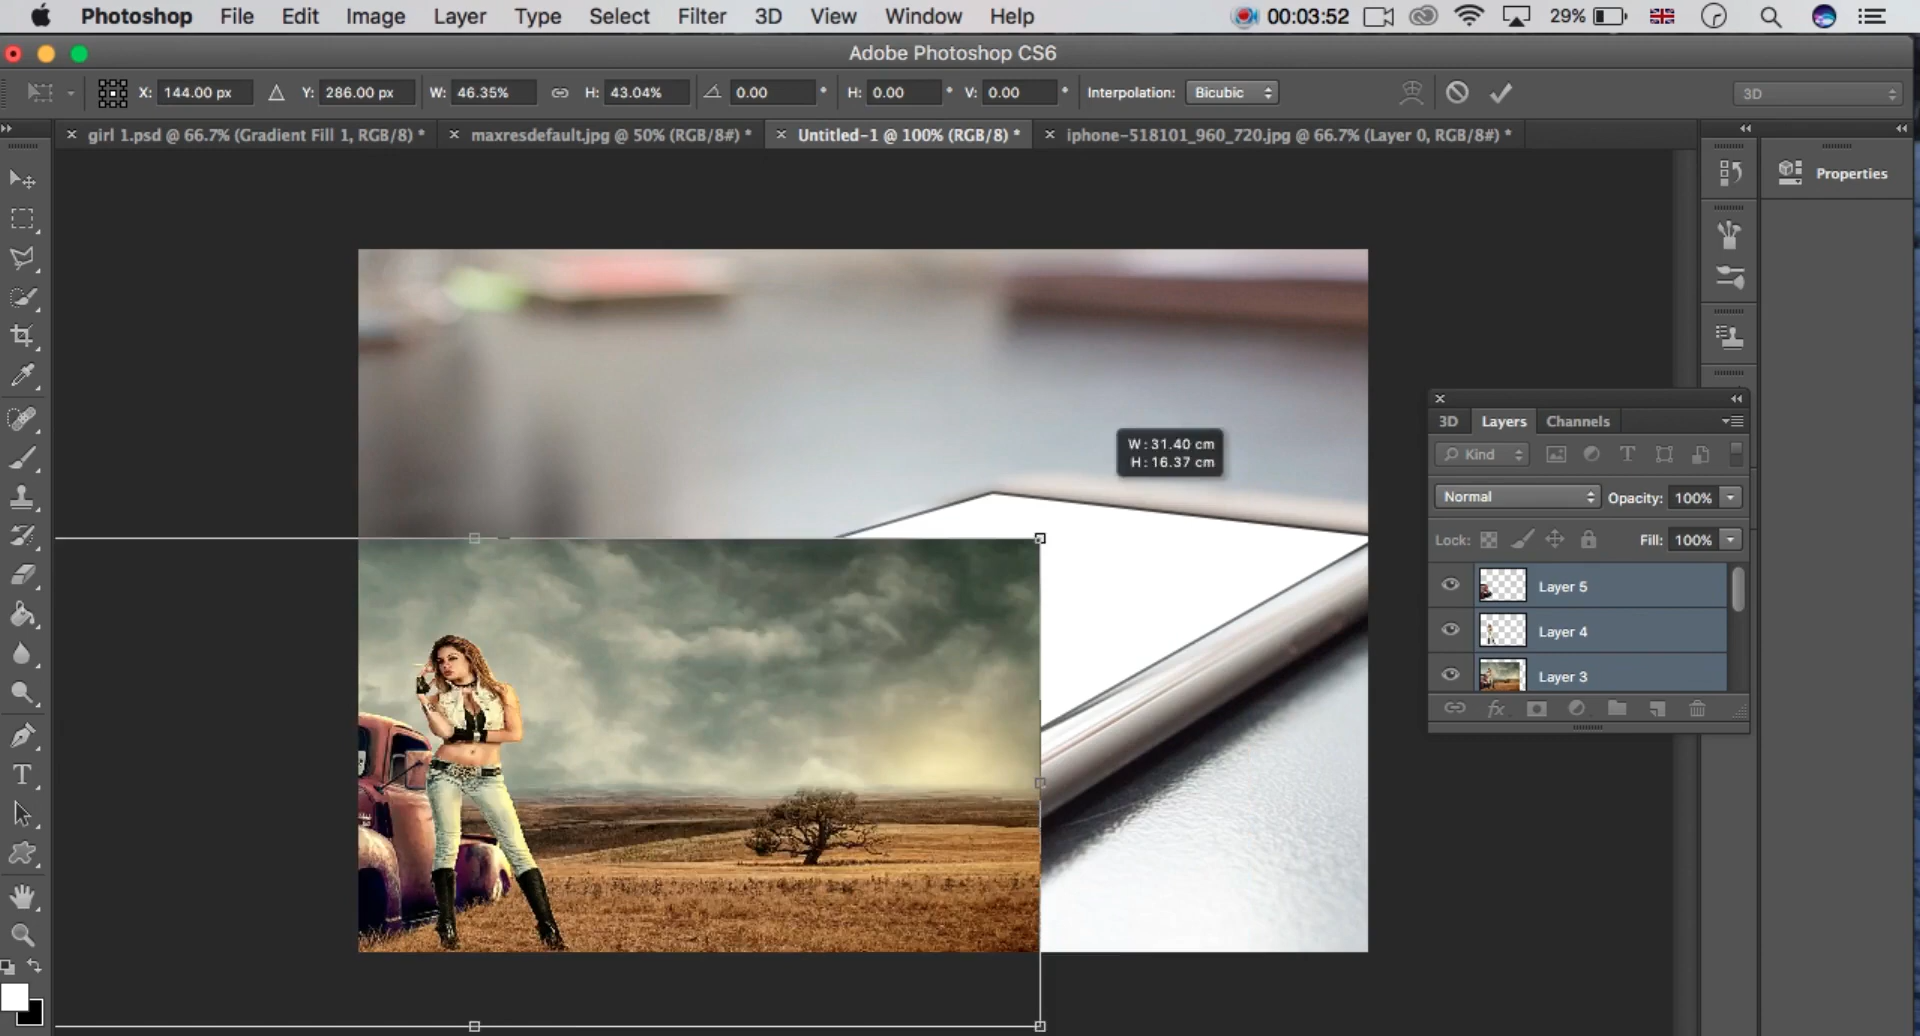 Photoshop File Edit Image Layer Type Select Filter 3D View Window Help 00:03:52 29%
Adobe Photoshop CS6
X: 144.00 px Y: 286.00 px W: 46.35% H: 43.04% 0.00 ° H: 0.00 ° V: 0.00 ° Interpolation: Bicubic 3D
girl 1.psd @ 66.7% (Gradient Fill 1, RGB/8) * maxresdefault.jpg @ 50% (RGB/8#) * Untitled-1 @ 100% (RGB/8) * iphone-518101_960_720.jpg @ 66.7% (Layer 0, RGB/8#) *
Properties
W: 31.40 cm
H: 16.37 cm
3D Layers Channels
Kind
Normal Opacity: 100%
Lock: Fill: 100%
Layer 5
Layer 4
Layer 3
fx
T